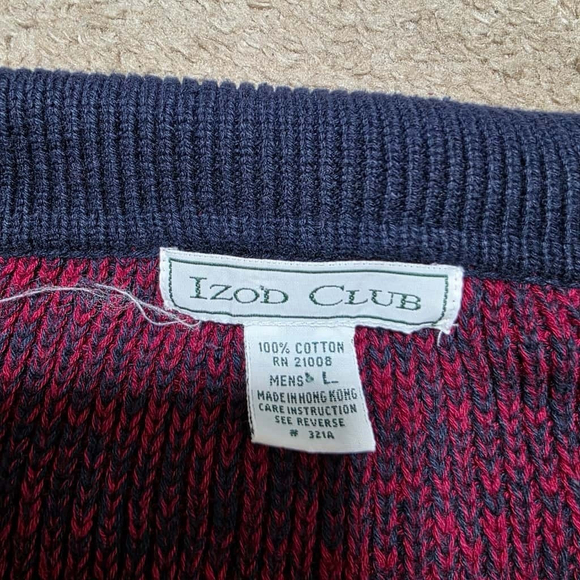 IZOD CLUB
100% COTTON
RN 21008
MENS L
MADE IN HONG KONG
CARE INSTRUCTION
SEE REVERSE
# 321A